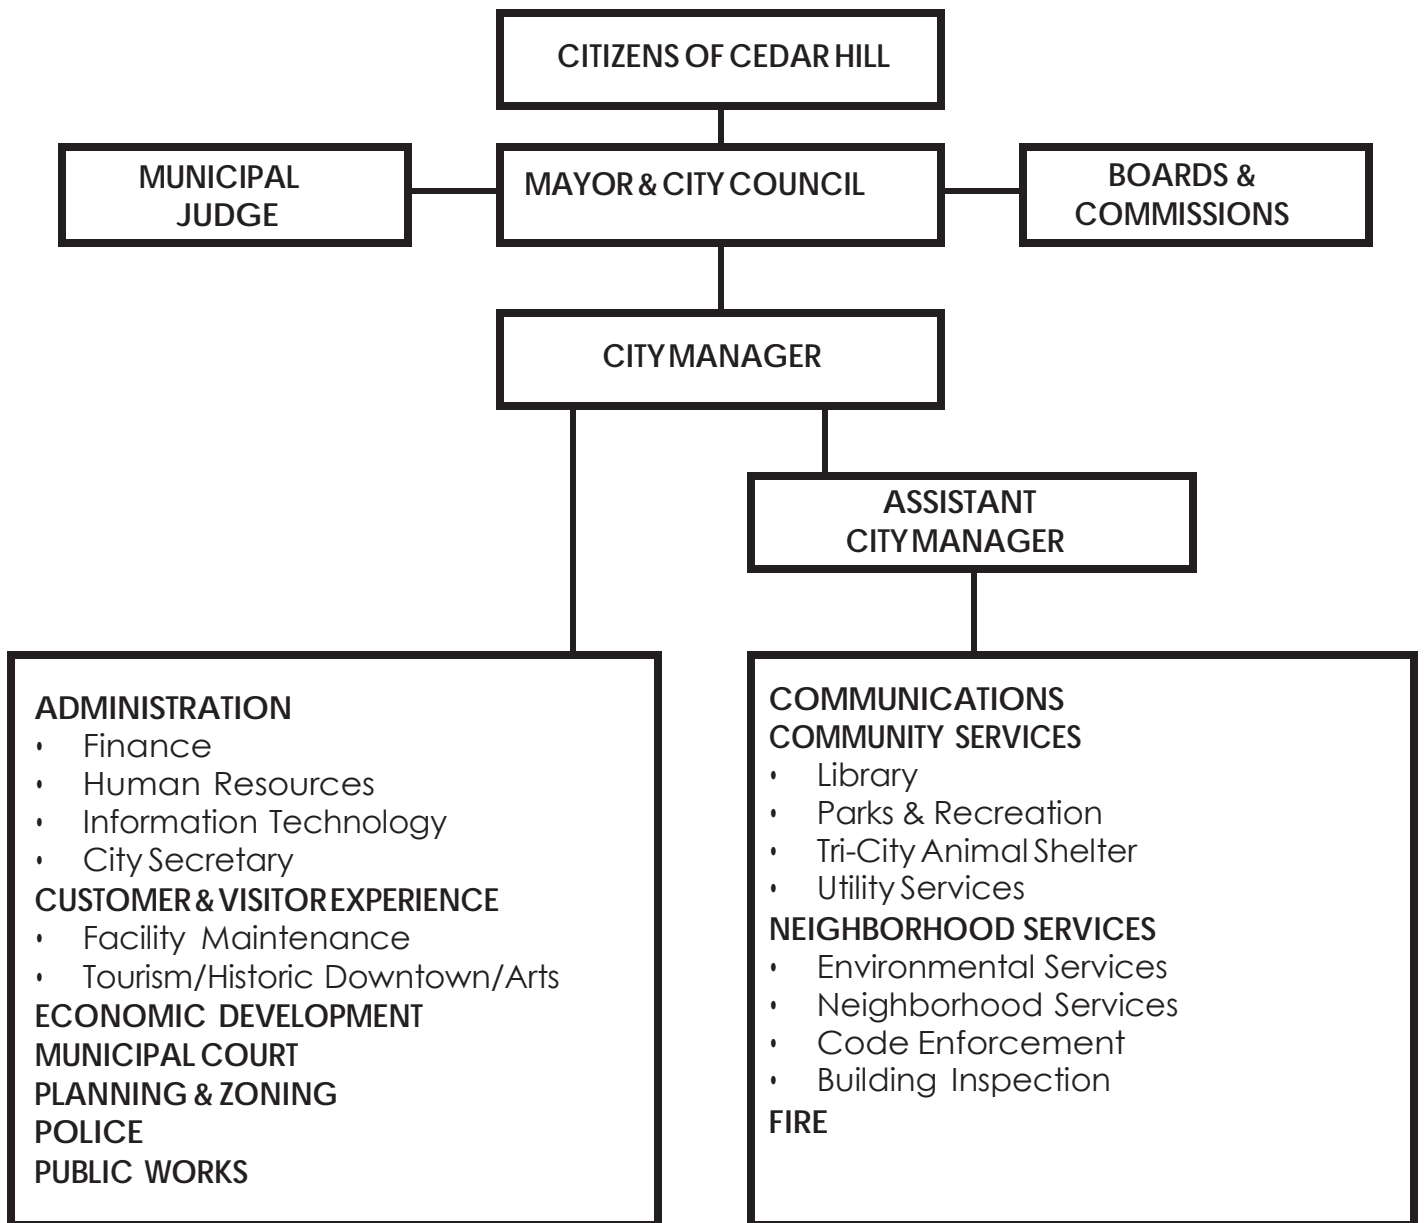 CITIZENS OF CEDAR HILL
MUNICIPAL
JUDGE
MAYOR & CITY COUNCIL
BOARDS &
COMMISSIONS
CITY MANAGER
ASSISTANT
CITY MANAGER
ADMINISTRATION
• Finance
• Human Resources
• Information Technology
• City Secretary
CUSTOMER & VISITOR EXPERIENCE
• Facility Maintenance
• Tourism/Historic Downtown/Arts
ECONOMIC DEVELOPMENT
MUNICIPAL COURT
PLANNING & ZONING
POLICE
PUBLIC WORKS
COMMUNICATIONS
COMMUNITY SERVICES
• Library
• Parks & Recreation
• Tri-City Animal Shelter
• Utility Services
NEIGHBORHOOD SERVICES
• Environmental Services
• Neighborhood Services
• Code Enforcement
• Building Inspection
FIRE